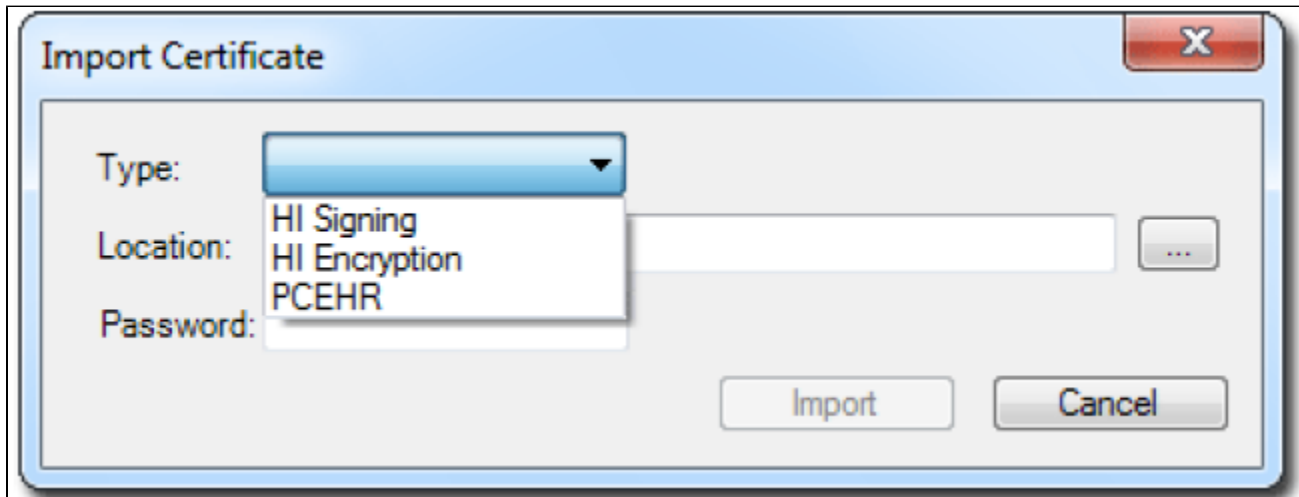 Import Certificate
Type:
HI Signing
Location:
HI Encryption
...
PCEHR
Password:
Import
Cancel